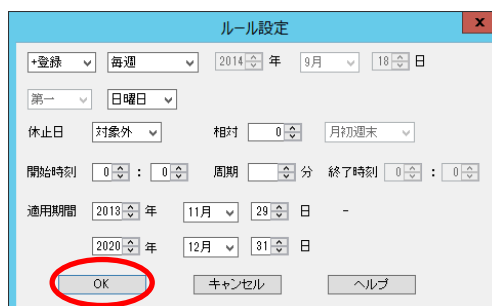 ルール設定
+登録 毎週 2014 年 9月 18 日
第一 日曜日
休止日 対象外 相対 0 月初週末
開始時刻 0 : 0 周期 分 終了時刻 0 : 0
適用期間 2013 年 11月 29 日 -
2020 年 12月 31 日
OK キャンセル ヘルプ